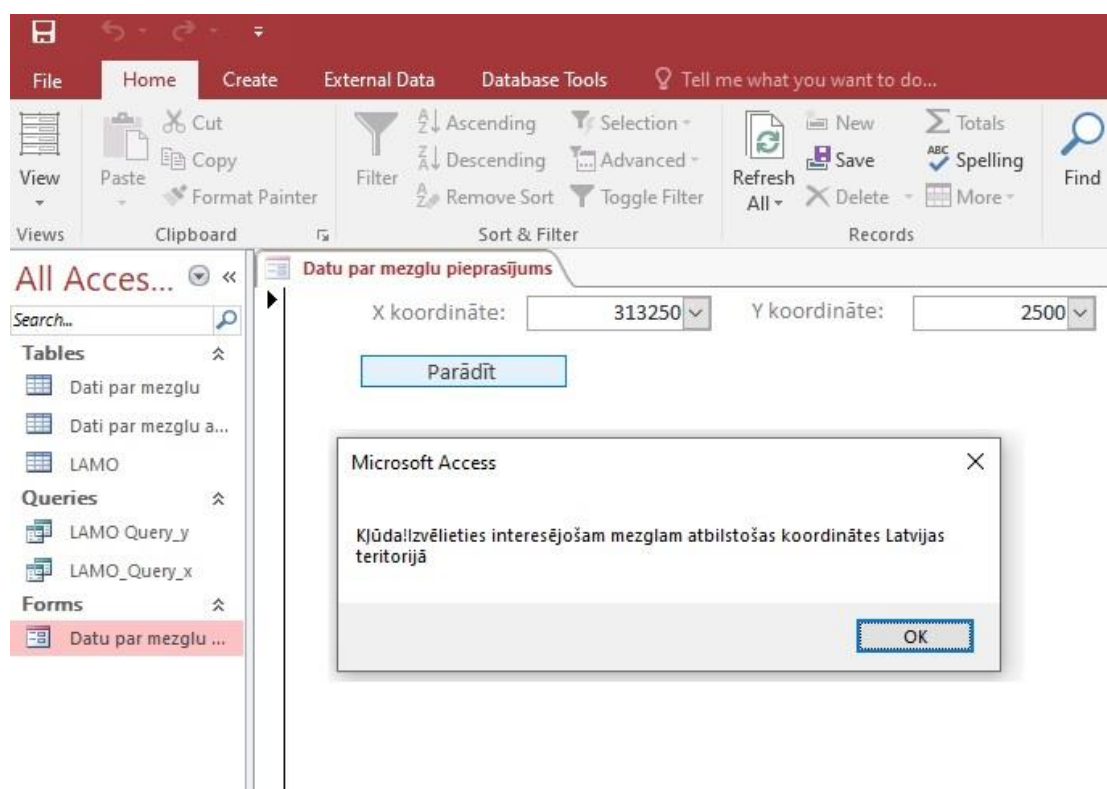 File Home Create External Data Database Tools Tell me what you want to do...
View
Paste
Cut
Copy
Format Painter
Filter
Ascending
Descending
Remove Sort
Selection
Advanced
Toggle Filter
Refresh
All
New
Save
Delete
Totals
Spelling
More
Find
Views Clipboard Sort & Filter Records
All Acces...
Search...
Tables
Dati par mezglu
Dati par mezglu a...
LAMO
Queries
LAMO Query_y
LAMO_Query_x
Forms
Datu par mezglu ...
Datu par mezglu pieprasījums
X koordināte: 313250 Y koordināte: 2500
Parādīt
Microsoft Access
Kļūda!Izvēlieties interesējošam mezglam atbilstošas koordinātes Latvijas
teritorijā
OK